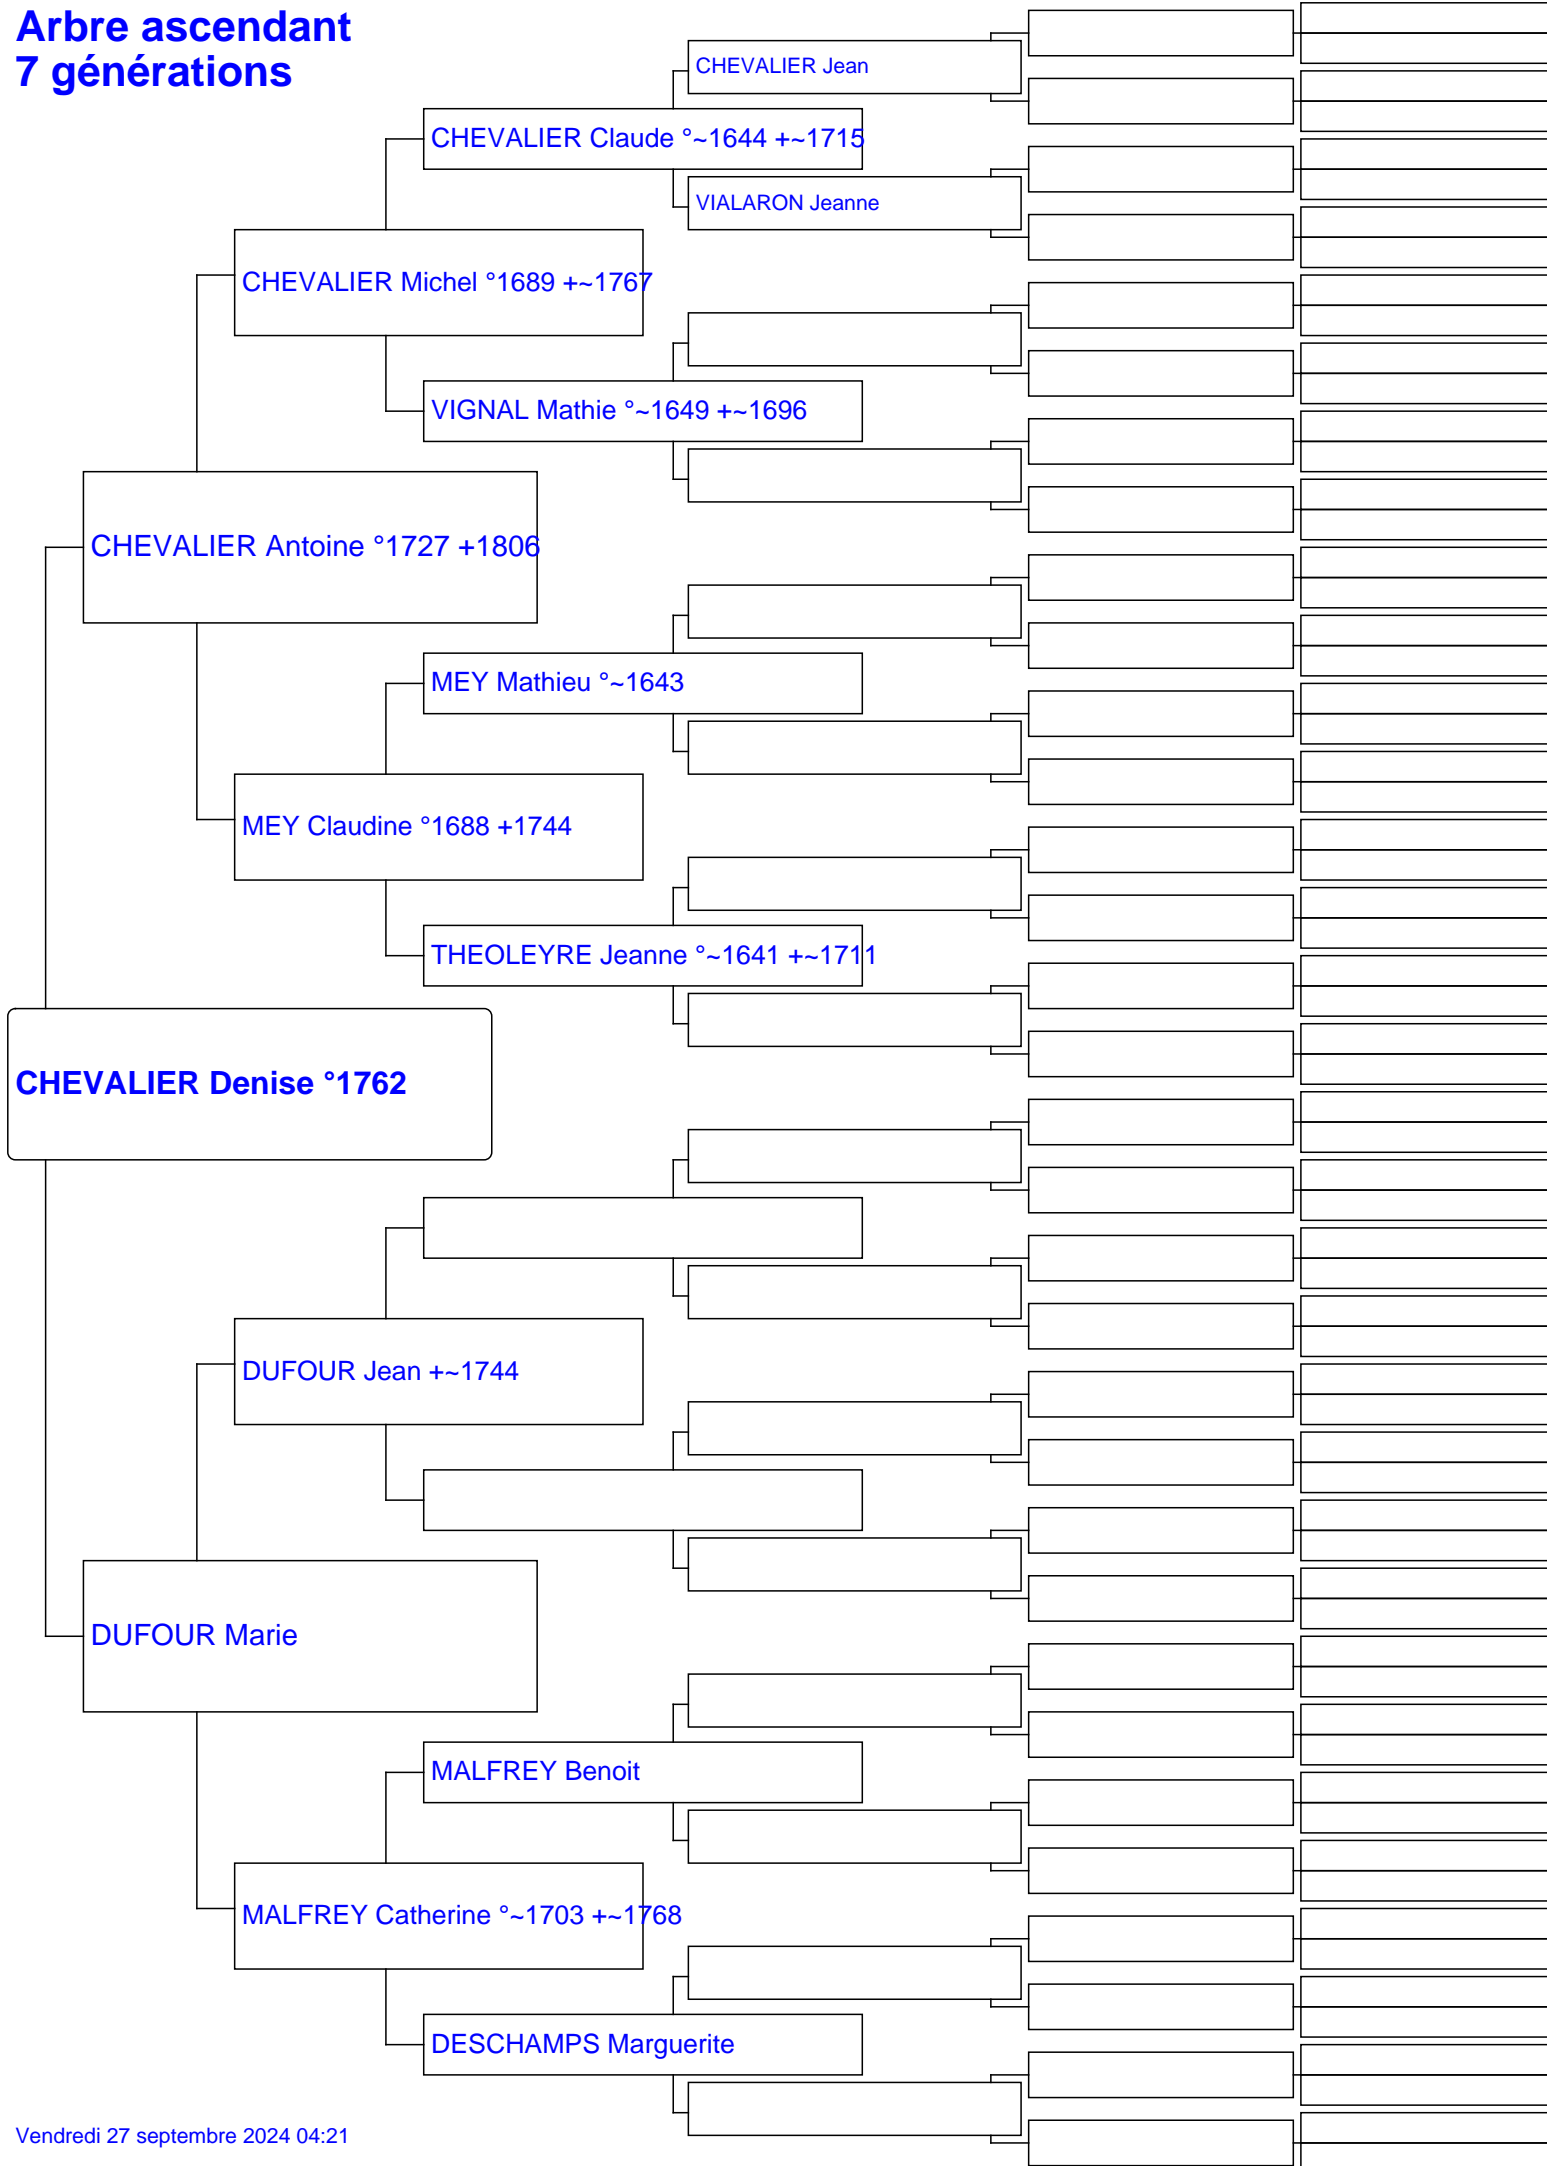 Arbre ascendant
7 générations
CHEVALIER Jean
CHEVALIER Claude °~1644 +~1715
VIALARON Jeanne
CHEVALIER Michel °1689 +~1767
VIGNAL Mathie °~1649 +~1696
CHEVALIER Antoine °1727 +1806
MEY Mathieu °~1643
MEY Claudine °1688 +1744
THEOLEYRE Jeanne °~1641 +~1711
CHEVALIER Denise °1762
DUFOUR Jean +~1744
DUFOUR Marie
MALFREY Benoit
MALFREY Catherine °~1703 +~1768
DESCHAMPS Marguerite
Vendredi 27 septembre 2024 04:21